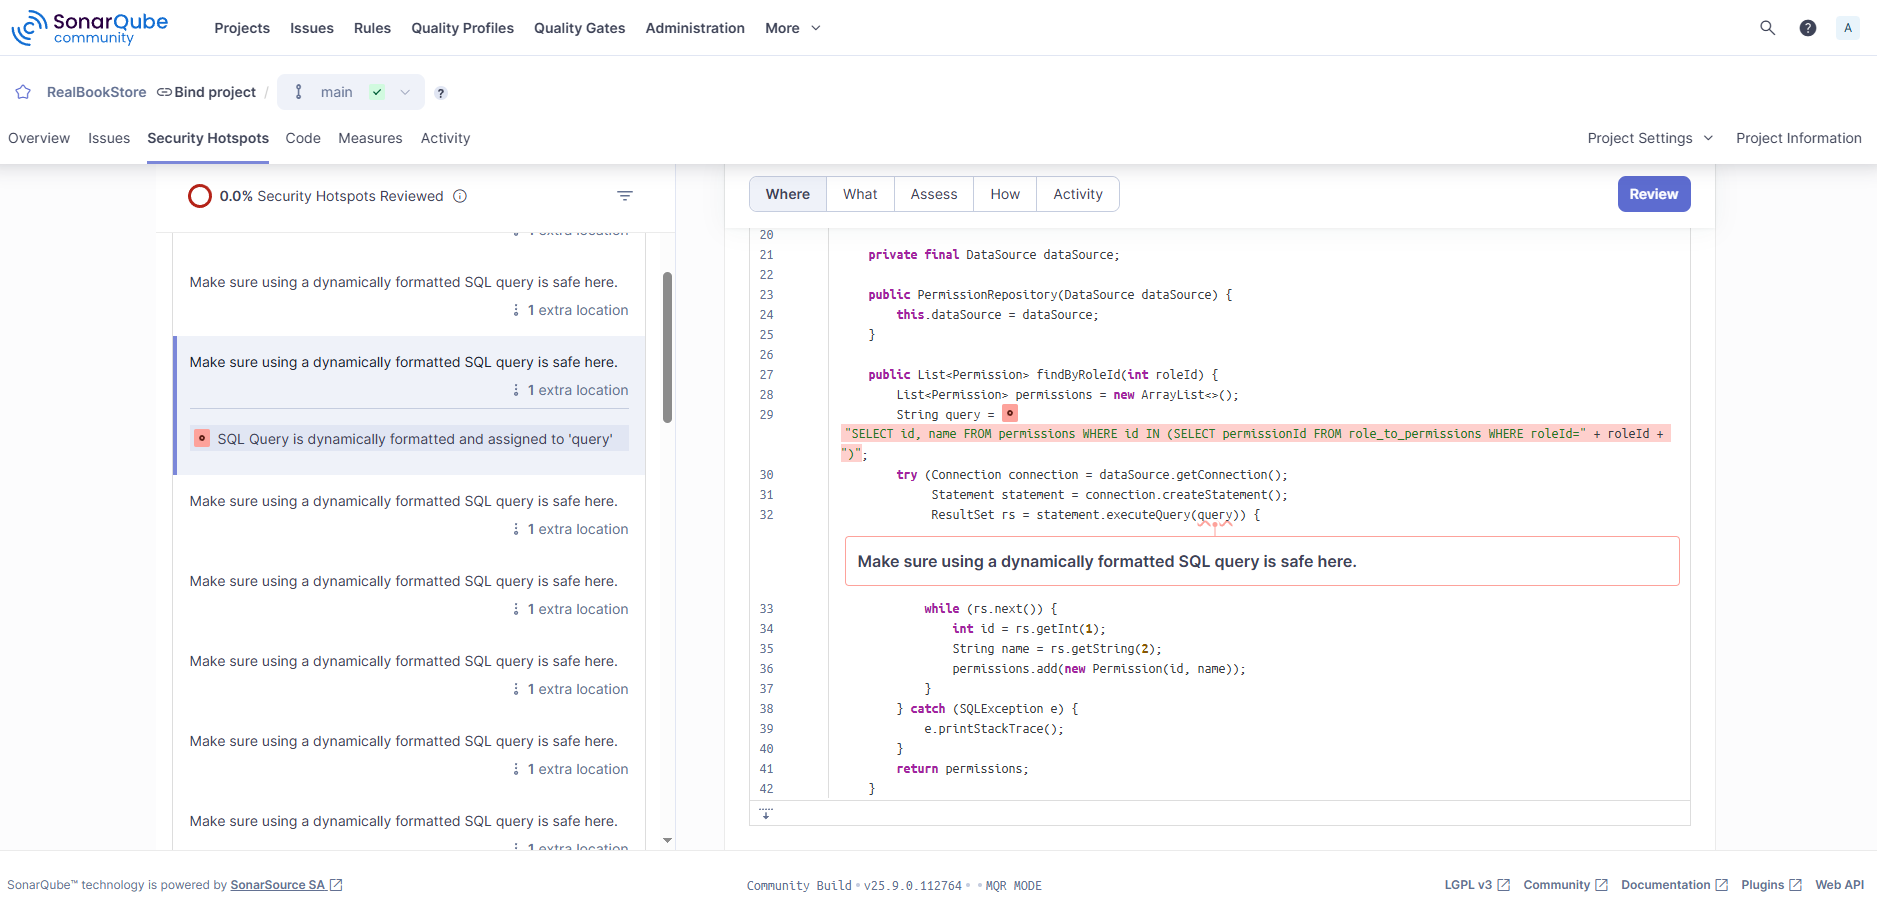 SonarQube
community
Projects Issues Rules Quality Profiles Quality Gates Administration More
? A
RealBookStore Bind project / main ?
Overview Issues Security Hotspots Code Measures Activity
Project Settings Project Information
0.0% Security Hotspots Reviewed
1 extra location
Make sure using a dynamically formatted SQL query is safe here.
1 extra location
Make sure using a dynamically formatted SQL query is safe here.
1 extra location
SQL Query is dynamically formatted and assigned to 'query'
Make sure using a dynamically formatted SQL query is safe here.
1 extra location
Make sure using a dynamically formatted SQL query is safe here.
1 extra location
Make sure using a dynamically formatted SQL query is safe here.
1 extra location
Make sure using a dynamically formatted SQL query is safe here.
1 extra location
Make sure using a dynamically formatted SQL query is safe here.
1 extra location
Where What Assess How Activity
Review
20
21 private final DataSource dataSource;
22
23 public PermissionRepository(DataSource dataSource) {
24 this.dataSource = dataSource;
25 }
26
27 public List<Permission> findByRoleId(int roleId) {
28 List<Permission> permissions = new ArrayList<>();
29 String query =
"SELECT id, name FROM permissions WHERE id IN (SELECT permissionId FROM role_to_permissions WHERE roleId=" + roleId +
")";
30 try (Connection connection = dataSource.getConnection();
31 Statement statement = connection.createStatement();
32 ResultSet rs = statement.executeQuery(query)) {
Make sure using a dynamically formatted SQL query is safe here.
33 while (rs.next()) {
34 int id = rs.getInt(1);
35 String name = rs.getString(2);
36 permissions.add(new Permission(id, name));
37 }
38 } catch (SQLException e) {
39 e.printStackTrace();
40 }
41 return permissions;
42 }
SonarQube™ technology is powered by SonarSource SA
Community Build • v25.9.0.112764 • • MQR MODE
LGPL v3 Community Documentation Plugins Web API